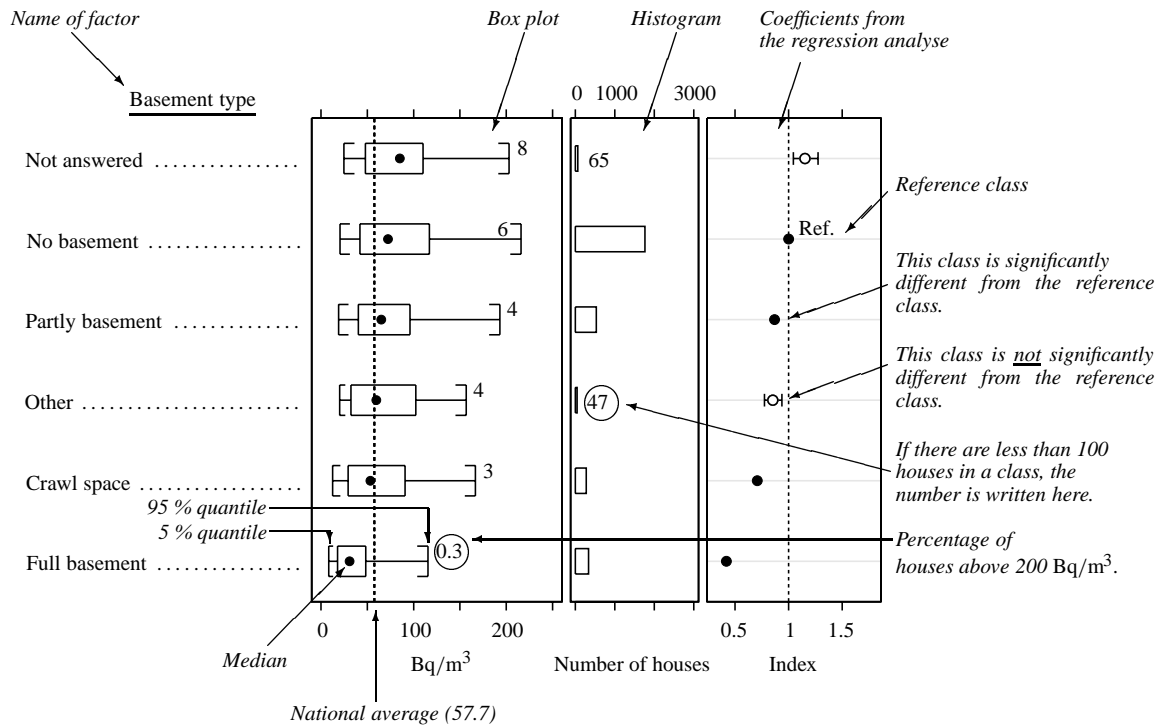 Name of factor
Box plot
Histogram
Coefficients from
the regression analyse
Basement type
0 1000 3000
Not answered
8
65
Reference class
No basement
6
Ref.
This class is significantly
different from the reference
class.
Partly basement
4
This class is not significantly
different from the reference
class.
Other
4
47
If there are less than 100
houses in a class, the
number is written here.
Crawl space
3
95 % quantile
5 % quantile
Full basement
0.3
Percentage of
houses above 200 Bq/m³.
0 100 200
0.5 1 1.5
Median
Bq/m³
Number of houses
Index
National average (57.7)